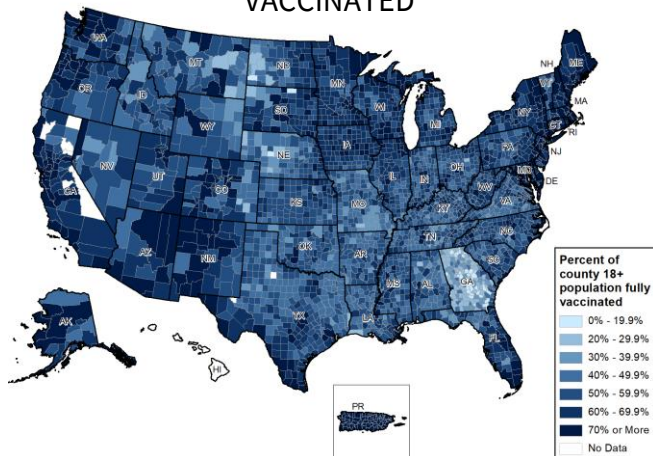 VACCINATED
WA
MT
ND
MN
OR
ID
SD
WI
WY
MI
NH
VT
ME
NY
MA
CT
RI
NV
UT
CO
NE
IA
IL
IN
OH
PA
NJ
MD
DE
WV
VA
CA
KS
MO
KY
AZ
NM
OK
AR
TN
NC
SC
TX
LA
MS
AL
GA
FL
AK
HI
PR
Percent of
county 18+
population fully
vaccinated
0% - 19.9%
20% - 29.9%
30% - 39.9%
40% - 49.9%
50% - 59.9%
60% - 69.9%
70% or More
No Data